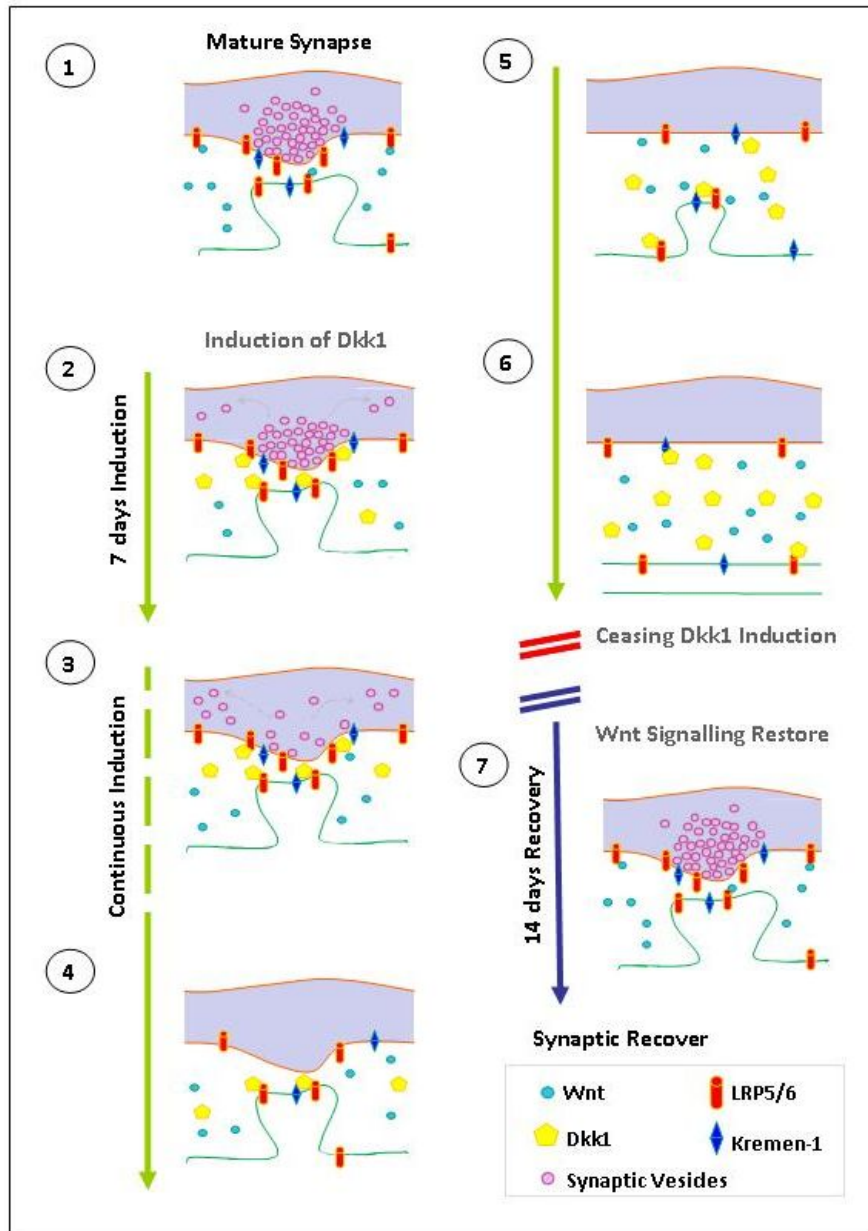 1
Mature Synapse
2
Induction of Dkk1
7 days Induction
3
Continuous Induction
4
5
6
Ceasing Dkk1 Induction
Wnt Signalling Restore
7
14 days Recovery
Synaptic Recover
Wnt
LRP5/6
Dkk1
Kremen-1
Synaptic Vesides